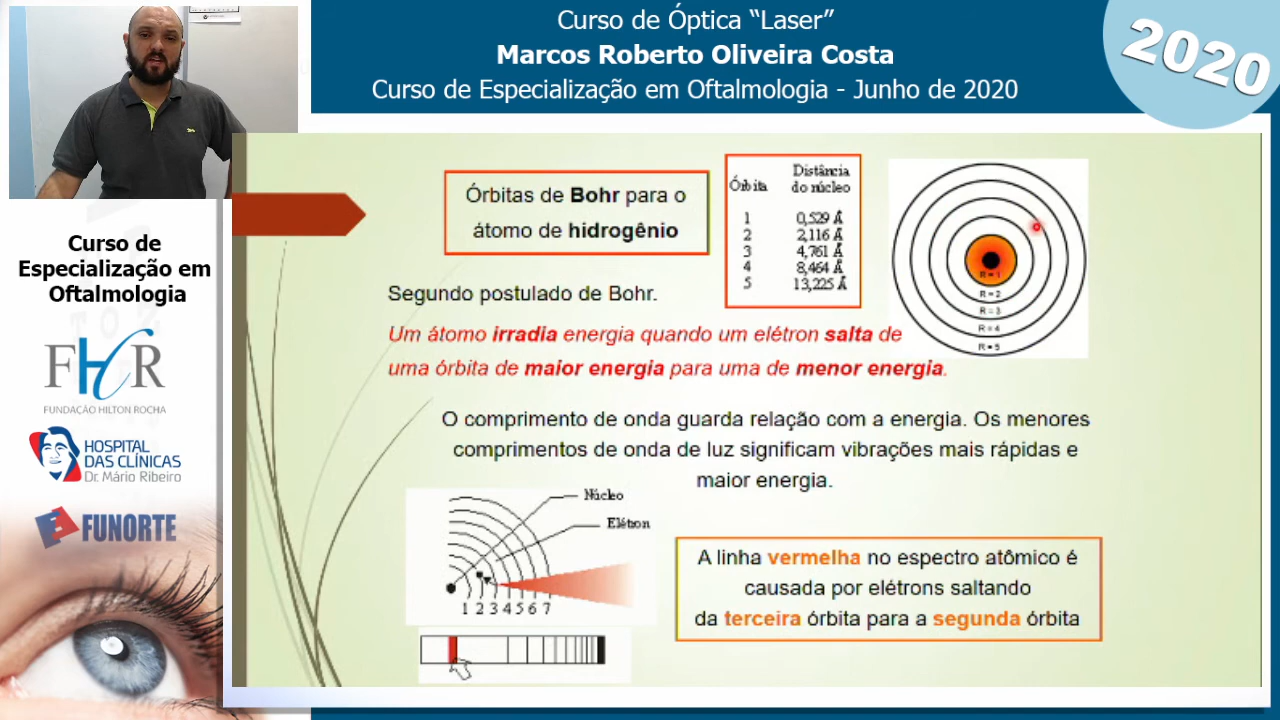 Curso de Óptica “Laser”
Marcos Roberto Oliveira Costa
Curso de Especialização em Oftalmologia - Junho de 2020
2020
Curso de
Especialização em
Oftalmologia
FHR
FUNDAÇÃO HILTON ROCHA
HOSPITAL
DAS CLÍNICAS
Dr. Mário Ribeiro
FUNORTE
Órbitas de Bohr para o
átomo de hidrogênio
Órbita Distância do núcleo
1 0,529 Å
2 2,116 Å
3 4,761 Å
4 8,464 Å
5 13,225 Å
R = 1
R = 2
R = 3
R = 4
R = 5
Segundo postulado de Bohr.
Um átomo irradia energia quando um elétron salta de
uma órbita de maior energia para uma de menor energia.
O comprimento de onda guarda relação com a energia. Os menores
comprimentos de onda de luz significam vibrações mais rápidas e
maior energia.
Núcleo
Elétron
1 2 3 4 5 6 7
A linha vermelha no espectro atômico é
causada por elétrons saltando
da terceira órbita para a segunda órbita